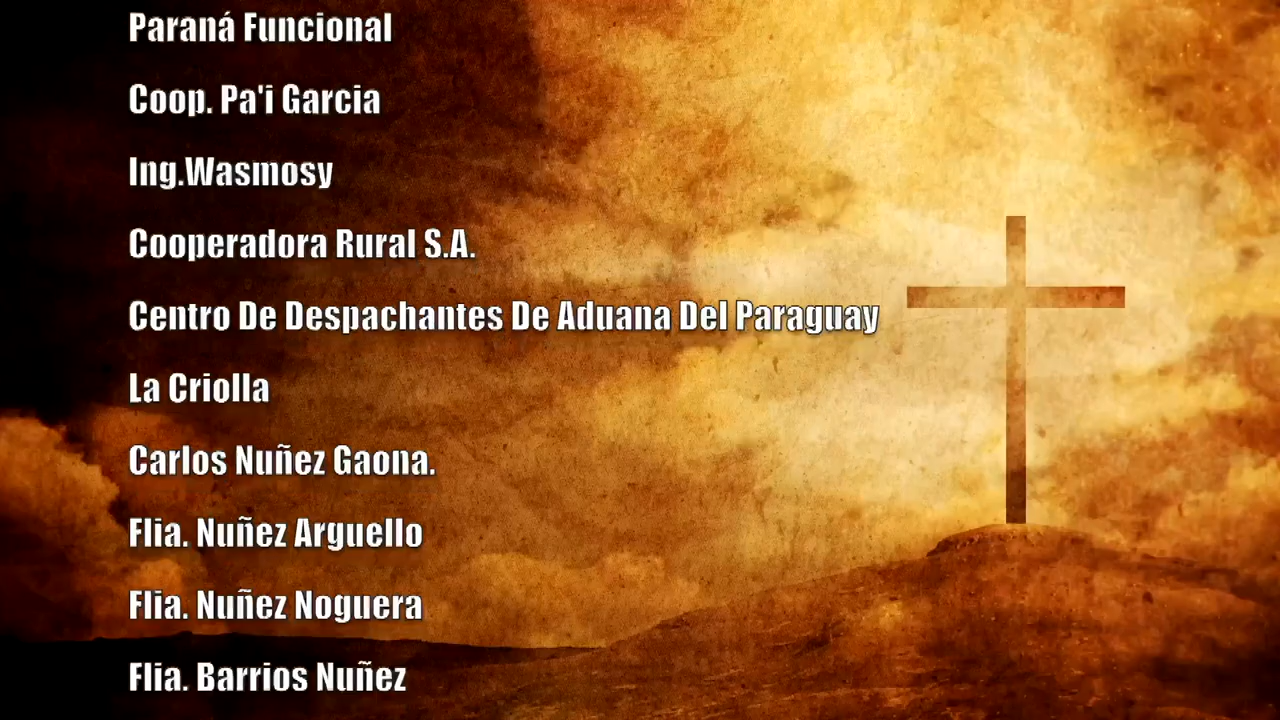 Paraná Funcional
Coop. Pa'i Garcia
Ing.Wasmosy
Cooperadora Rural S.A.
Centro De Despachantes De Aduana Del Paraguay
La Criolla
Carlos Nuñez Gaona.
Flia. Nuñez Arguello
Flia. Nuñez Noguera
Flia. Barrios Nuñez